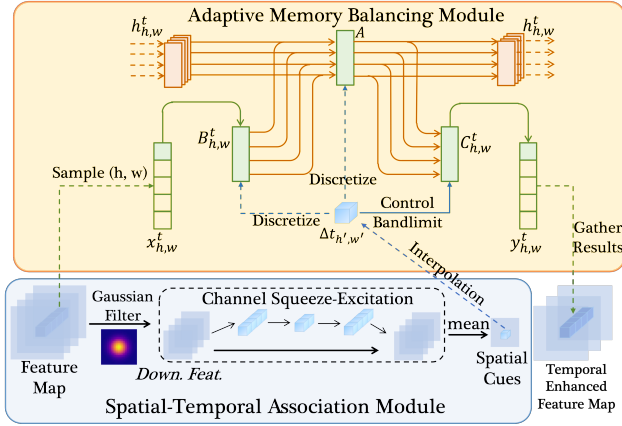 Adaptive Memory Balancing Module
h^t_{h,w}
A
h^t_{h,w}
B^t_{h,w}
C^t_{h,w}
Sample (h, w)
Discretize
Discretize
Control
Bandlimit
Δt_{h',w'}
x^t_{h,w}
y^t_{h,w}
Gather
Results
Interpolation
Gaussian
Filter
Channel Squeeze-Excitation
mean
Feature
Map
Down. Feat.
Spatial
Cues
Temporal
Enhanced
Feature Map
Spatial-Temporal Association Module